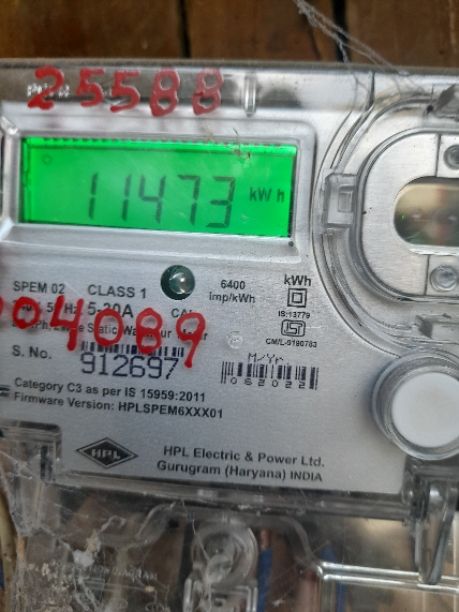 25588
11473 kWh
SPEM 02 CLASS 1
6400 imp/kWh
kWh
5-30A
IS:13779
CM/L-9190783
004089
S. No. 912697
M/Yr
062022
Category C3 as per IS 15959:2011
Firmware Version: HPLSPEM6XXX01
HPL
HPL Electric & Power Ltd.
Gurugram (Haryana) INDIA